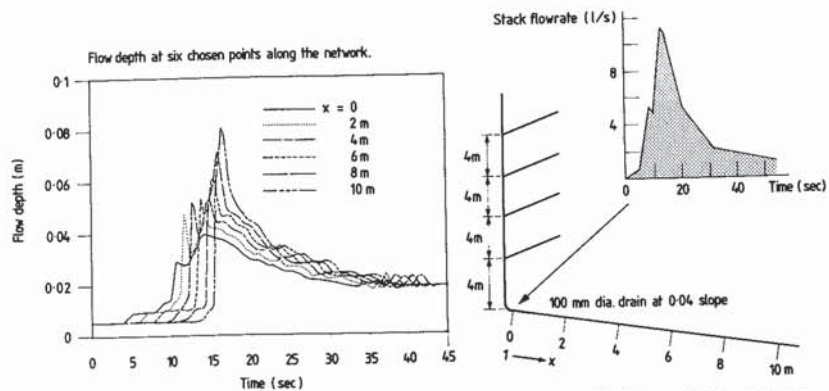 Flow depth at six chosen points along the network.
0·1
0·08
0·06
0·04
0·02
0
Flow depth (m)
x = 0
2 m
4 m
6 m
8 m
10 m
0 5 10 15 20 25 30 35 40 45
Time (sec)
Stack flowrate (l/s)
8
4
0 20 40
Time (sec)
4m
4m
4m
4m
100 mm dia. drain at 0·04 slope
0 2 4 6 8 10 m
1 x